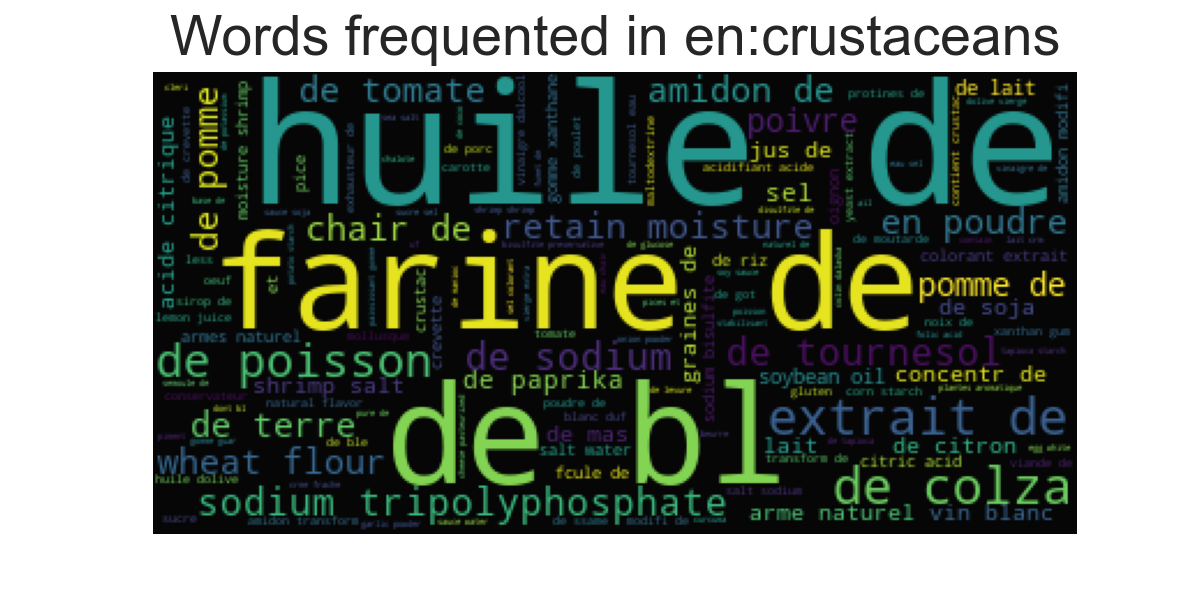 Words frequented in en:crustaceans
huile de
farine de
de bl
de tomate
amidon de
protines de
de lait
poivre
jus de
acidifiant acide
sel
en poudre
de pomme
moisture shrimp
acide citrique
pice
de porc
carotte
gomme xanthane
maltodextrine
vinaigre dalcool
de poulet
tournesol eau
contient crustac
amidon modifi
yeast extract
oignon
chair de
retain moisture
de moutarde
colorant extrait
de riz
pomme de
less
oeuf
et
sirop de
lemon juice
armes naturel
crustac
crevette
tomate
graines de
sodium bisulfite
de got
de soja
noix de
xanthan gum
de poisson
de sodium
de tournesol
shrimp salt
de paprika
soybean oil
concentr de
gluten
corn starch
conservateur
natural flavor
poudre de
blanc duf
extrait de
de terre
de mas
salt water
lait
de citron
de ble
wheat flour
fcule de
transform de
citric acid
viande de
huile dolive
salt sodium
de colza
sodium tripolyphosphate
arme naturel
vin blanc
sucre
amidon transform
garlic powder
de ssame
modifi de